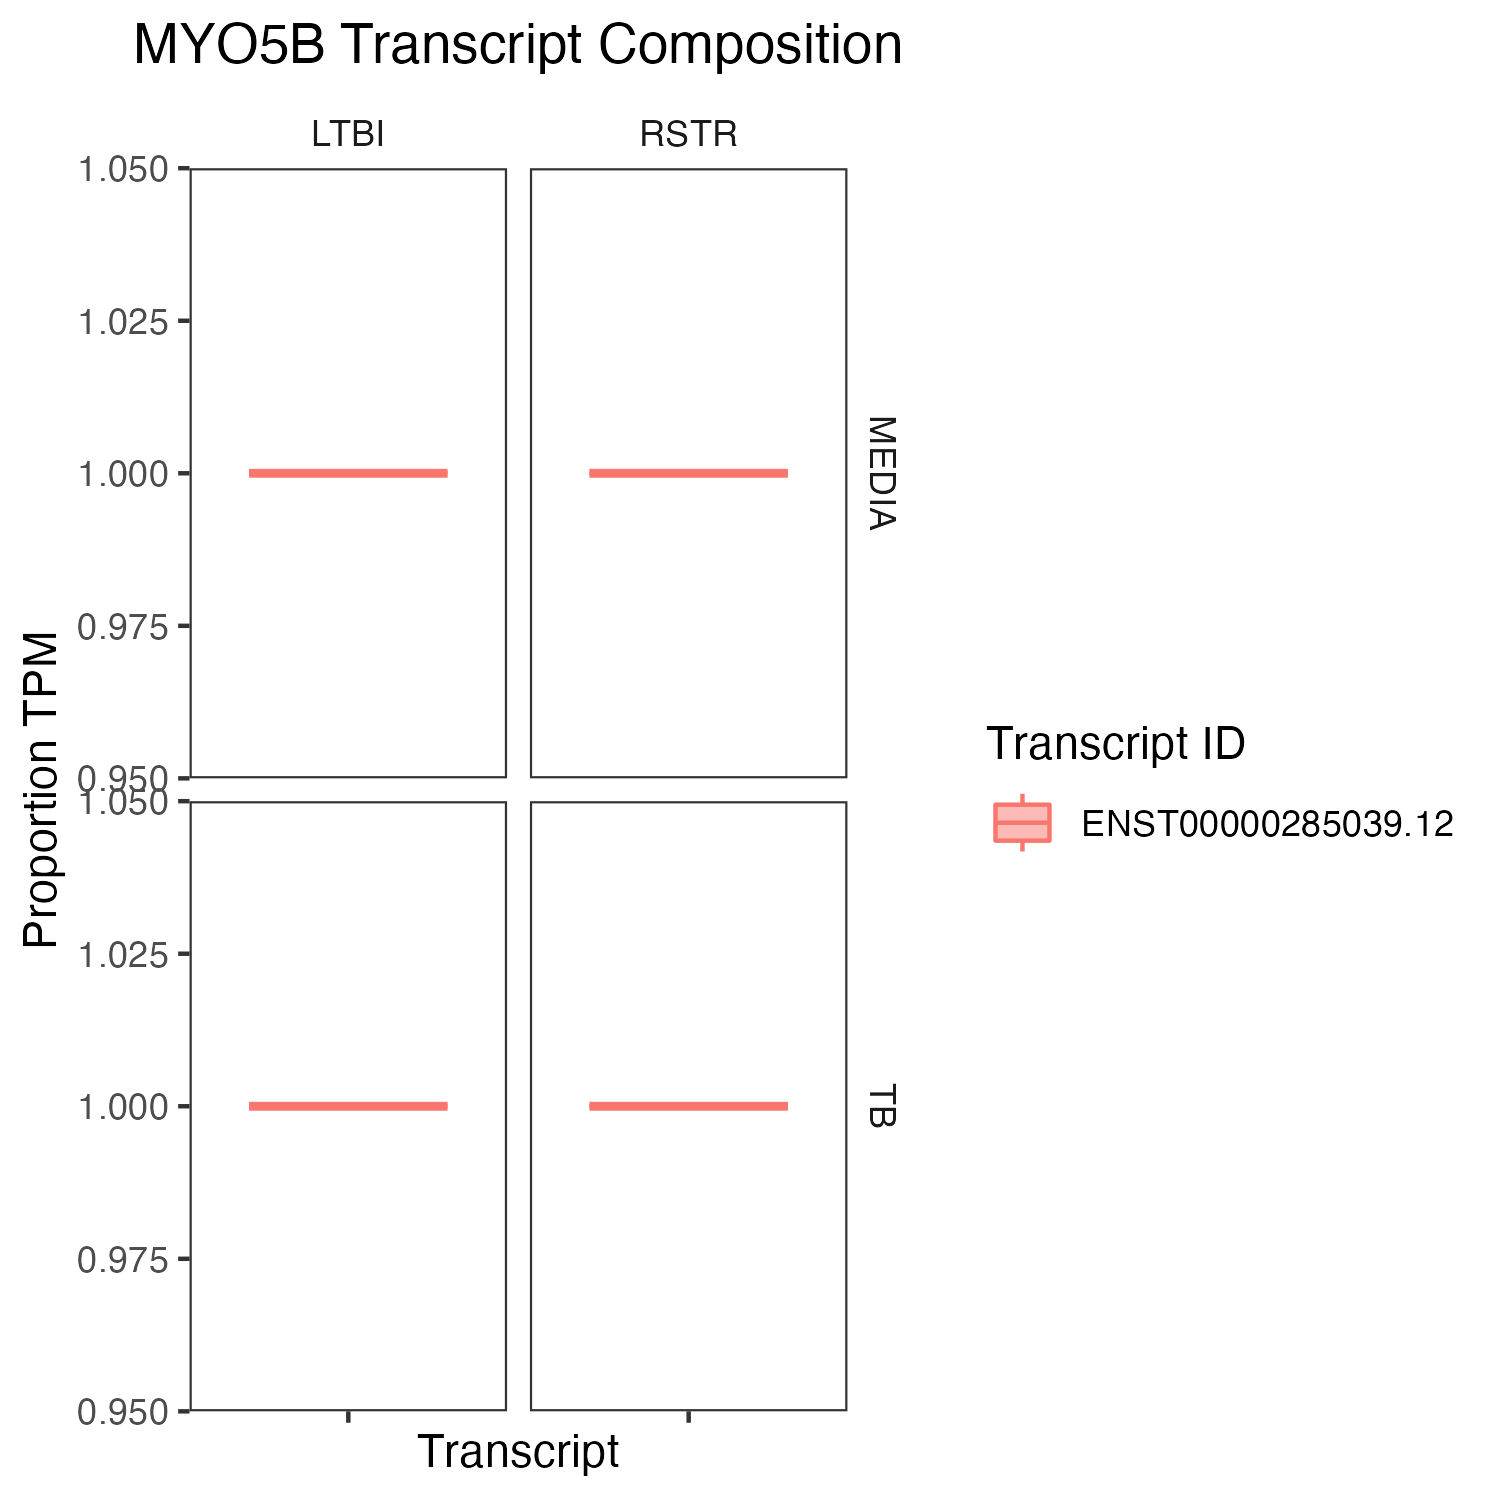 MYO5B Transcript Composition
LTBI RSTR
1.050
1.025
1.000
0.975
0.950
MEDIA
1.050
1.025
1.000
0.975
0.950
TB
Proportion TPM
Transcript
Transcript ID
ENST00000285039.12